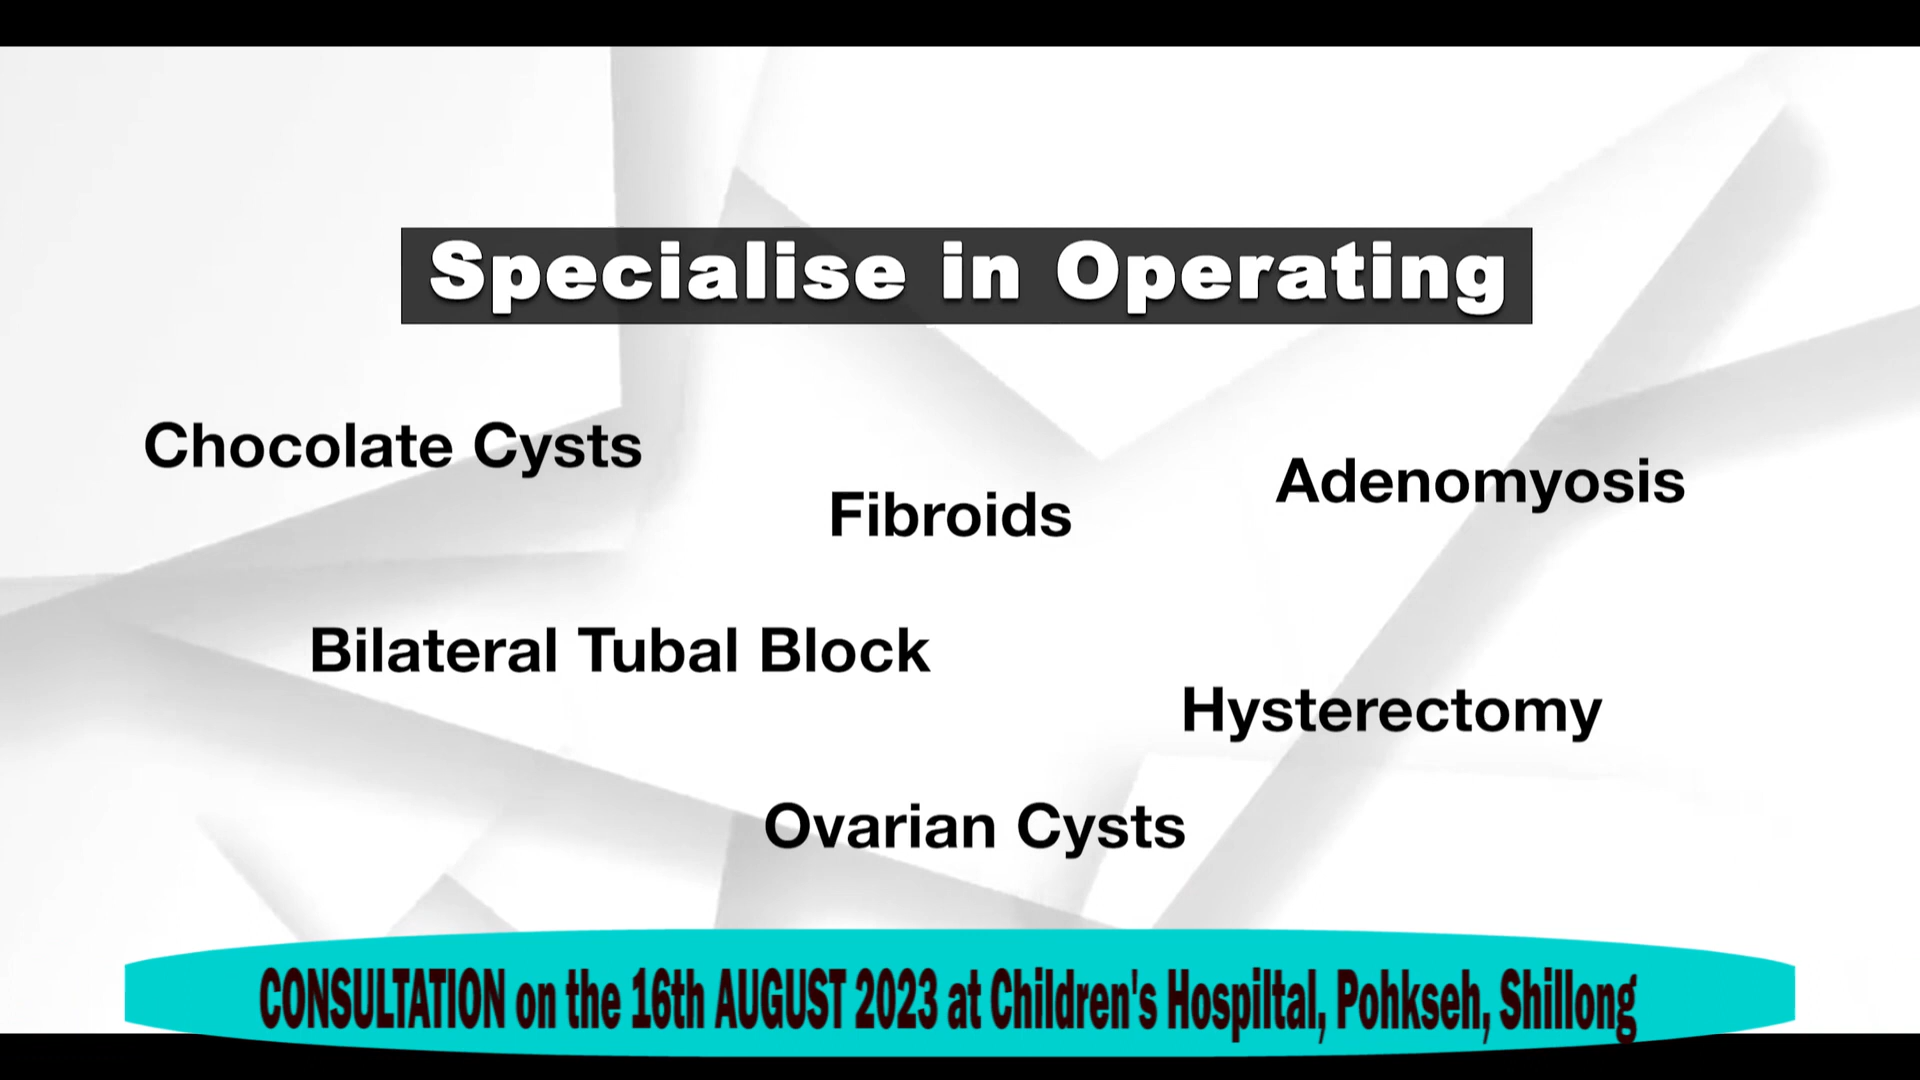 Specialise in Operating
Chocolate Cysts
Fibroids
Adenomyosis
Bilateral Tubal Block
Hysterectomy
Ovarian Cysts
CONSULTATION on the 16th AUGUST 2023 at Children's Hospiltal, Pohkseh, Shillong